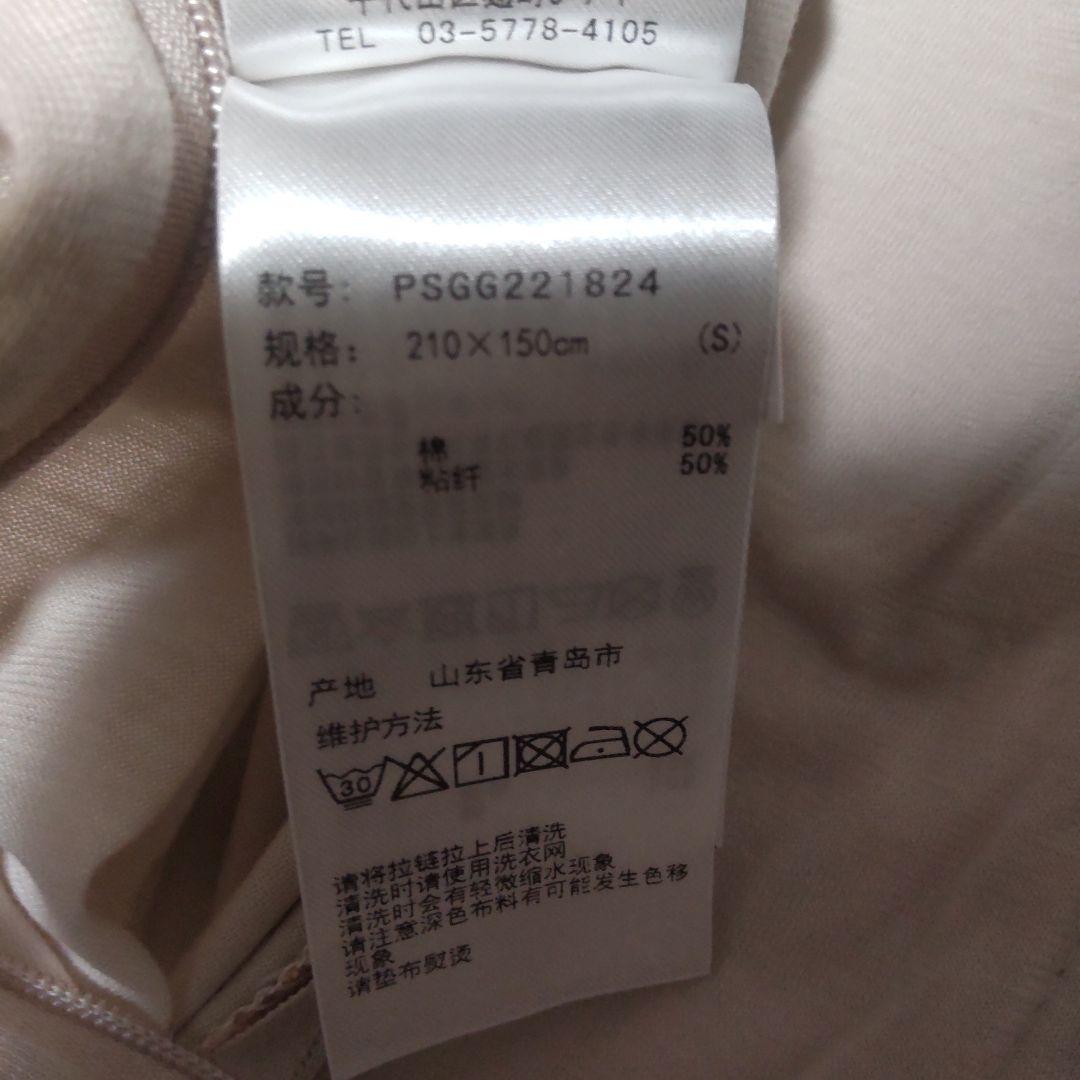 TEL 03-5778-4105
款号: PSGG221824
规格: 210×150cm (S)
成分:
棉 50%
粘纤 50%
产地 山东省青岛市
维护方法
30
请将拉链拉上后清洗
清洗时请使用洗衣网
清洗时会有轻微缩水现象
请注意深色布料有可能发生色移
现象
请垫布熨烫